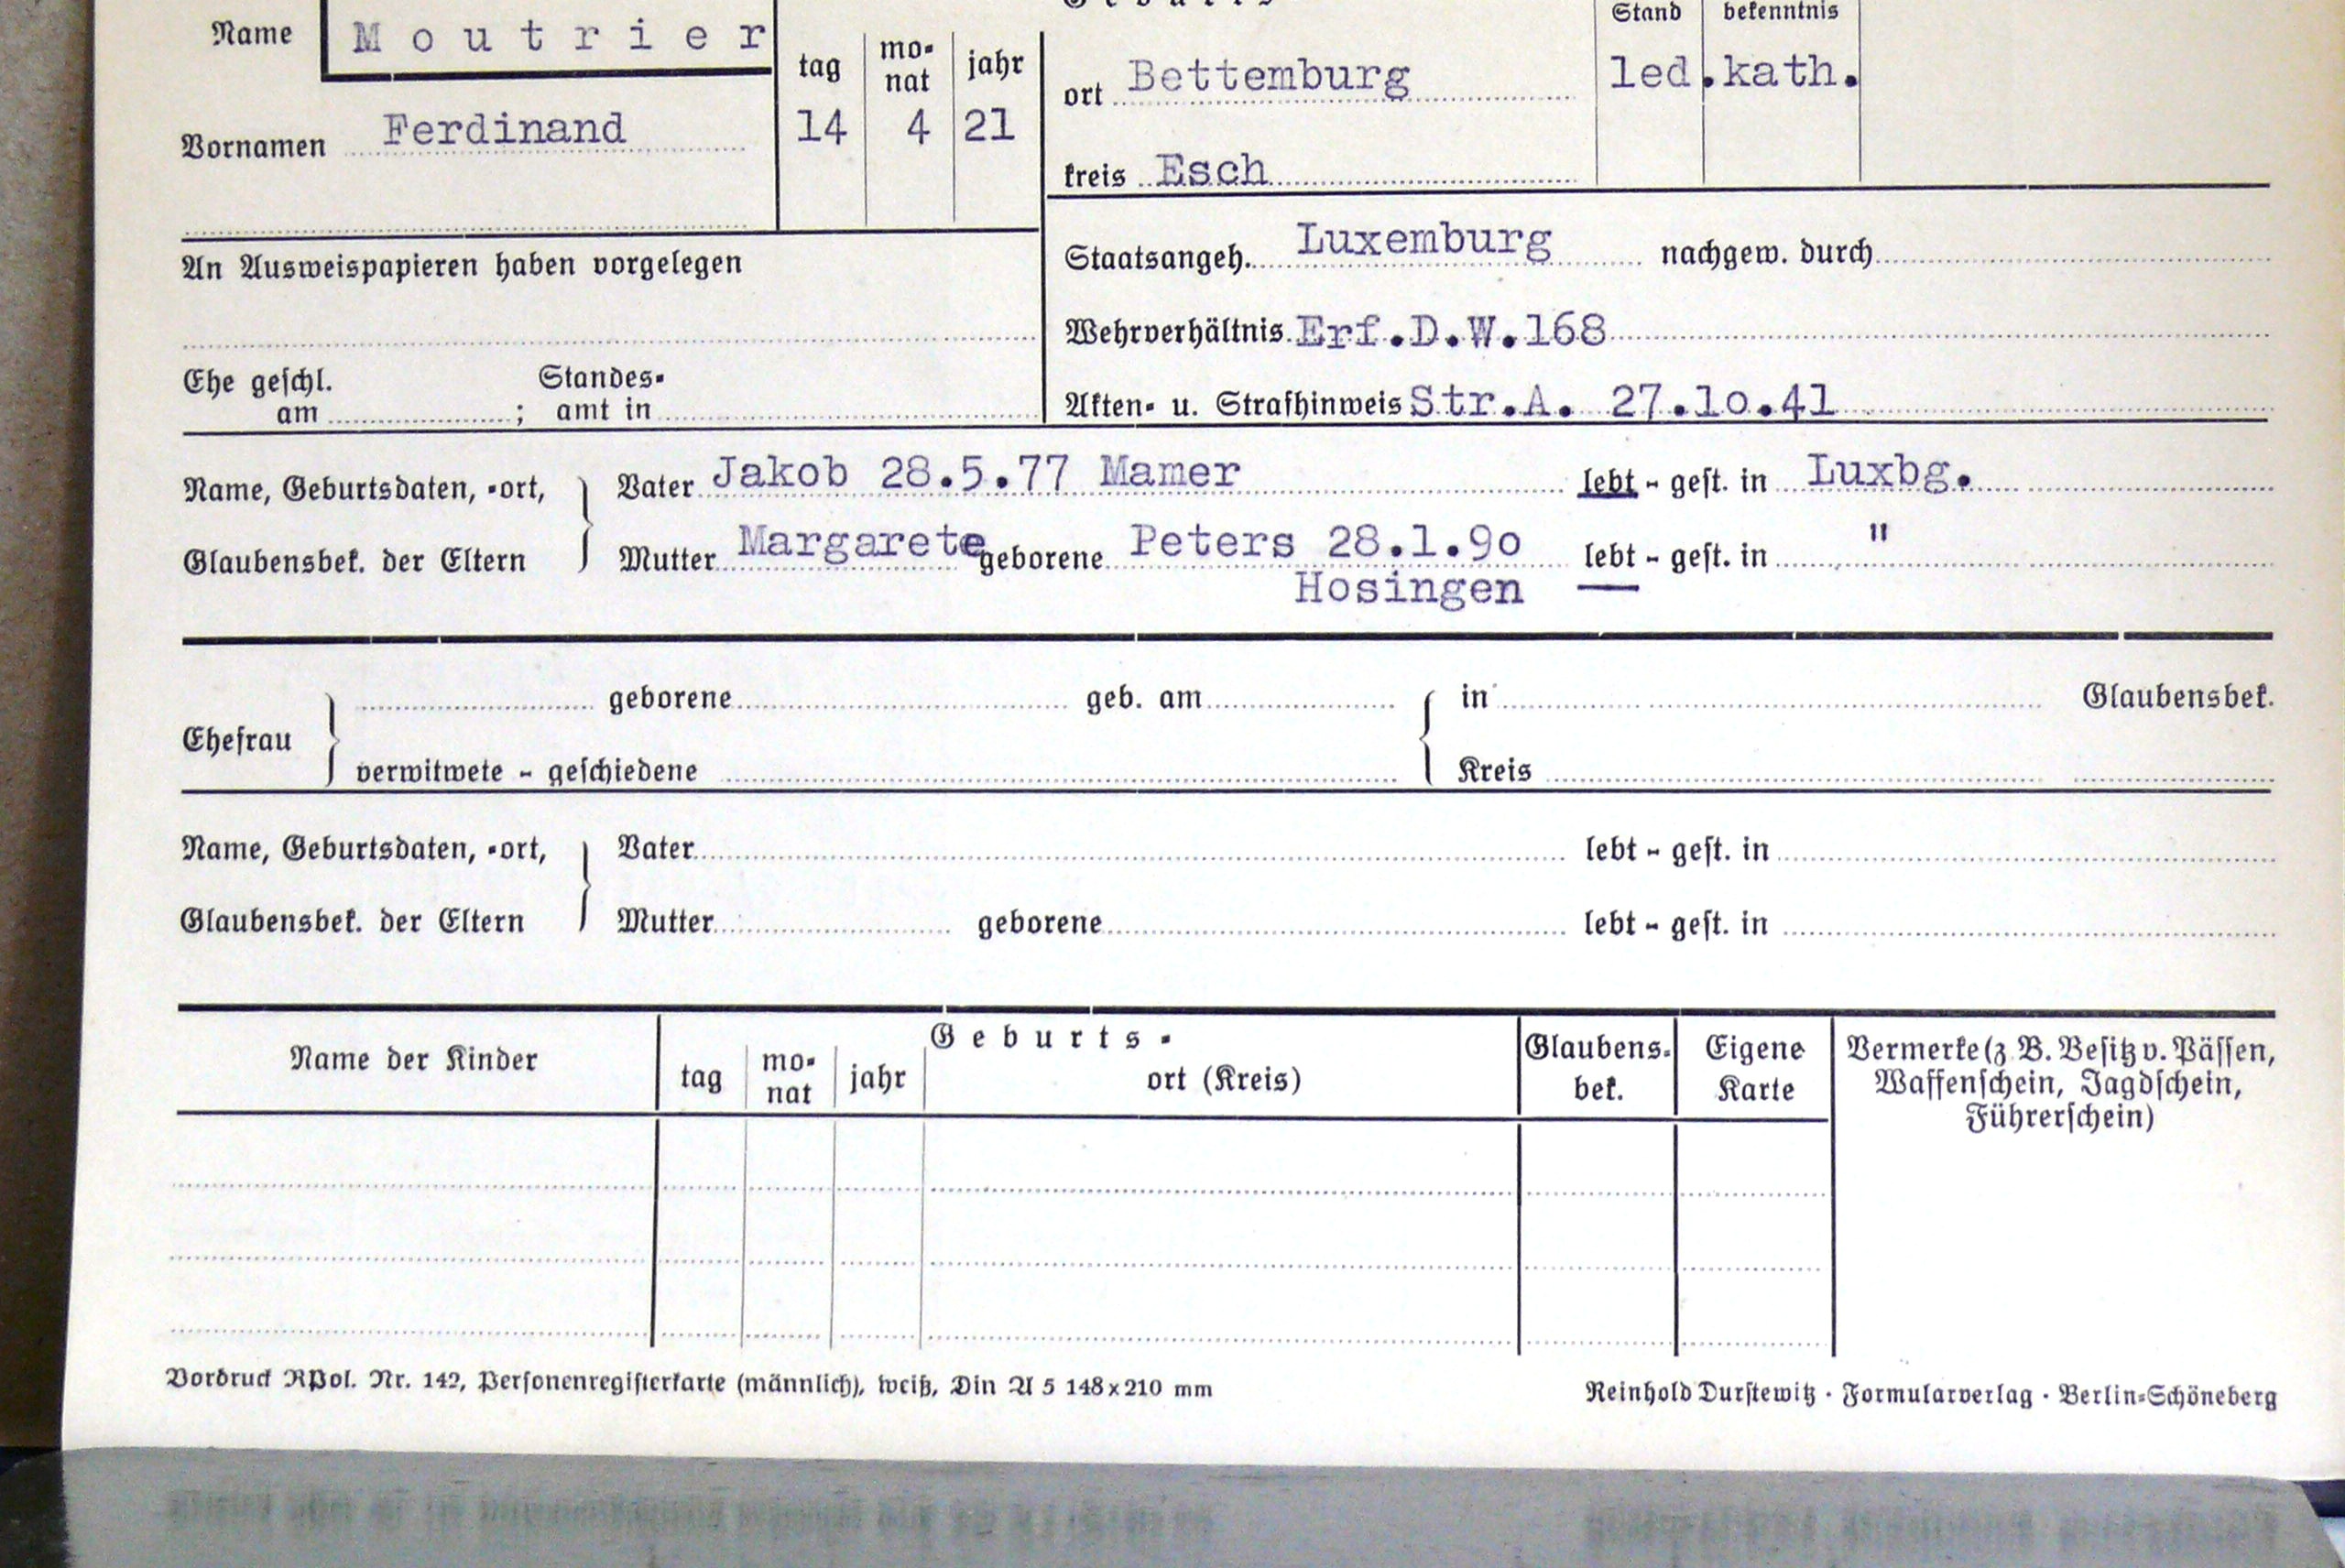 Geburts-
Stand bekenntnis
Name Moutrier
tag mo-nat jahr
ort Bettemburg led. kath.
Vornamen Ferdinand 14 4 21
kreis Esch
An Ausweispapieren haben vorgelegen
Staatsangeh. Luxemburg nachgew. durch
Wehrverhältnis Erf.D.W.168
Ehe geschl. am ; Standes-amt in
Akten- u. Strafhinweis Str.A. 27.10.41
Name, Geburtsdaten, -ort, Vater Jakob 28.5.77 Mamer lebt - gest. in Luxbg.
Glaubensbek. der Eltern Mutter Margarete geborene Peters 28.1.90 lebt - gest. in "
Hosingen
geborene geb. am in Glaubensbek.
Ehefrau
verwitwete - geschiedene Kreis
Name, Geburtsdaten, -ort, Vater lebt - gest. in
Glaubensbek. der Eltern Mutter geborene lebt - gest. in
Geburts-
Name der Kinder tag mo-nat jahr ort (Kreis) Glaubens-bek. Eigene Karte
Vermerke (z. B. Besitz v. Pässen,
Waffenschein, Jagdschein,
Führerschein)
Vordruck RPol. Nr. 142, Personenregisterkarte (männlich), weiß, Din A 5 148x210 mm
Reinhold Durstewitz · Formularverlag · Berlin-Schöneberg